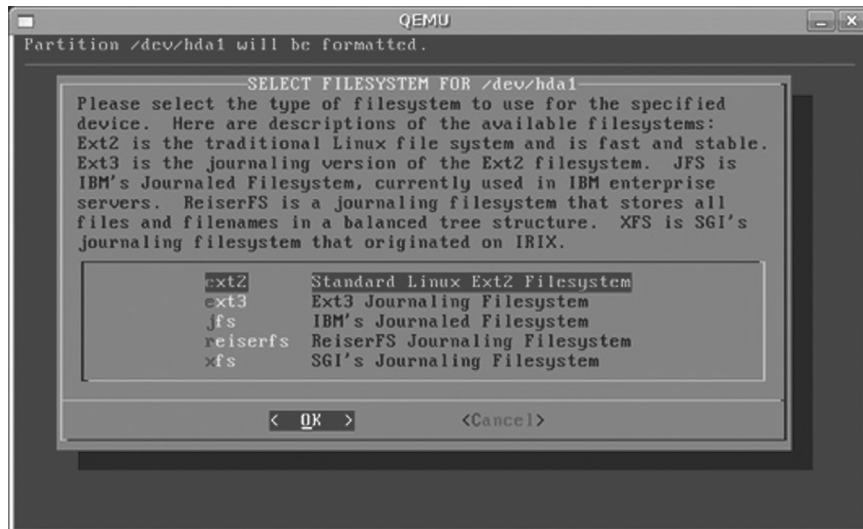 QEMU
Partition /dev/hda1 will be formatted.
SELECT FILESYSTEM FOR /dev/hda1
Please select the type of filesystem to use for the specified
device.  Here are descriptions of the available filesystems:
Ext2 is the traditional Linux file system and is fast and stable.
Ext3 is the journaling version of the Ext2 filesystem.  JFS is
IBM's Journaled Filesystem, currently used in IBM enterprise
servers.  ReiserFS is a journaling filesystem that stores all
files and filenames in a balanced tree structure.  XFS is SGI's
journaling filesystem that originated on IRIX.
ext2 Standard Linux Ext2 Filesystem
ext3 Ext3 Journaling Filesystem
jfs IBM's Journaled Filesystem
reiserfs ReiserFS Journaling Filesystem
xfs SGI's Journaling Filesystem
< OK > <Cancel>